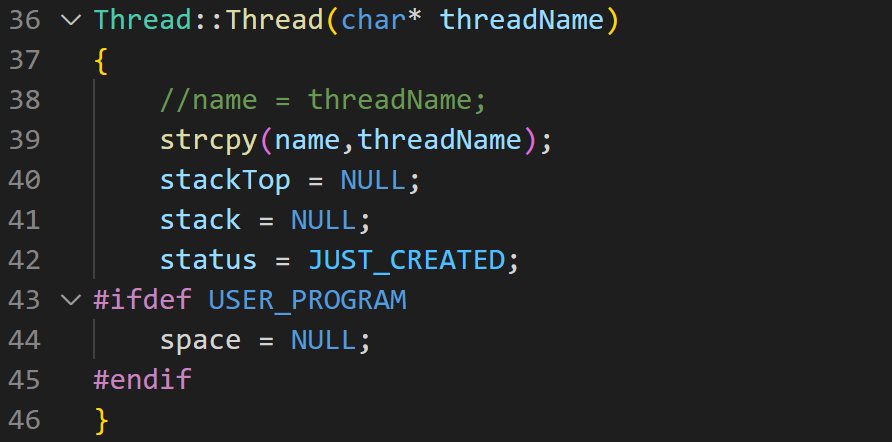 36 Thread::Thread(char* threadName)
37 {
38     //name = threadName;
39     strcpy(name,threadName);
40     stackTop = NULL;
41     stack = NULL;
42     status = JUST_CREATED;
43 #ifdef USER_PROGRAM
44     space = NULL;
45 #endif
46 }